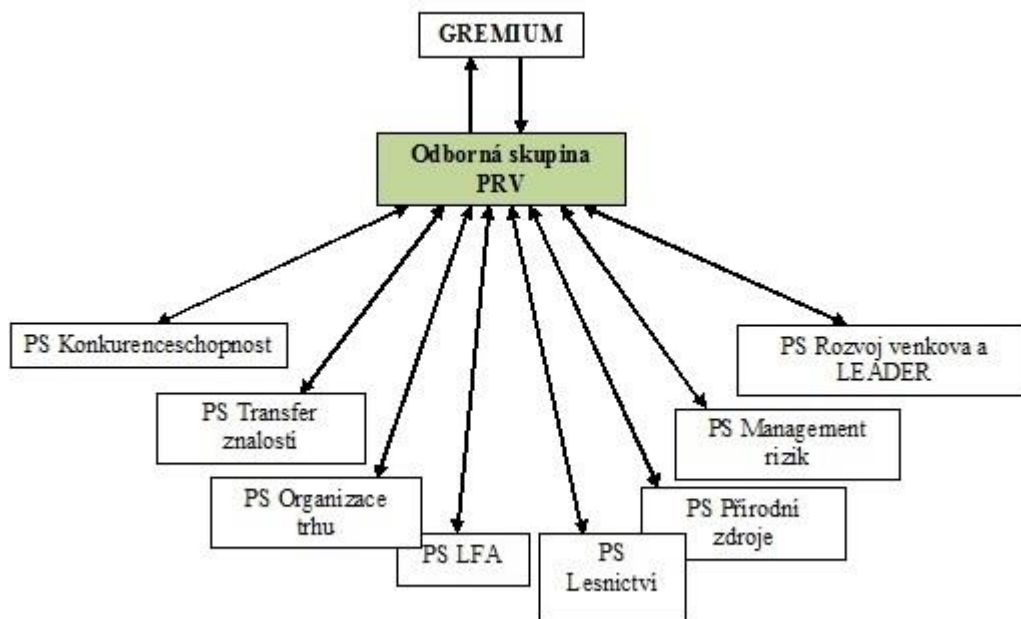 GREMIUM
Odborná skupina
PRV
PS Konkurenceschopnost
PS Rozvoj venkova a
LEADER
PS Transfer
znalostí
PS Management
rizik
PS Organizace
trhu
PS Přírodní
zdroje
PS LFA
PS
Lesnictví